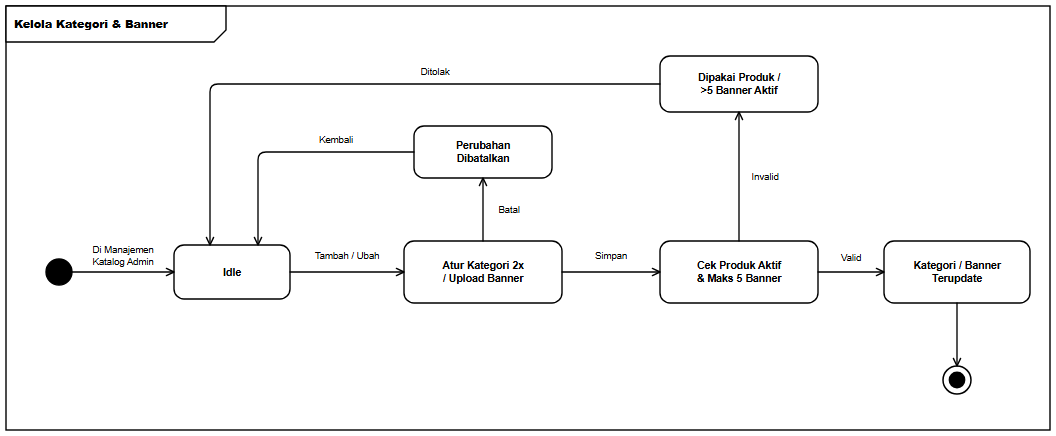 Kelola Kategori & Banner
Ditolak
Dipakai Produk /
>5 Banner Aktif
Kembali
Perubahan
Dibatalkan
Invalid
Batal
Di Manajemen
Katalog Admin
Idle
Tambah / Ubah
Atur Kategori 2x
/ Upload Banner
Simpan
Cek Produk Aktif
& Maks 5 Banner
Valid
Kategori / Banner
Terupdate